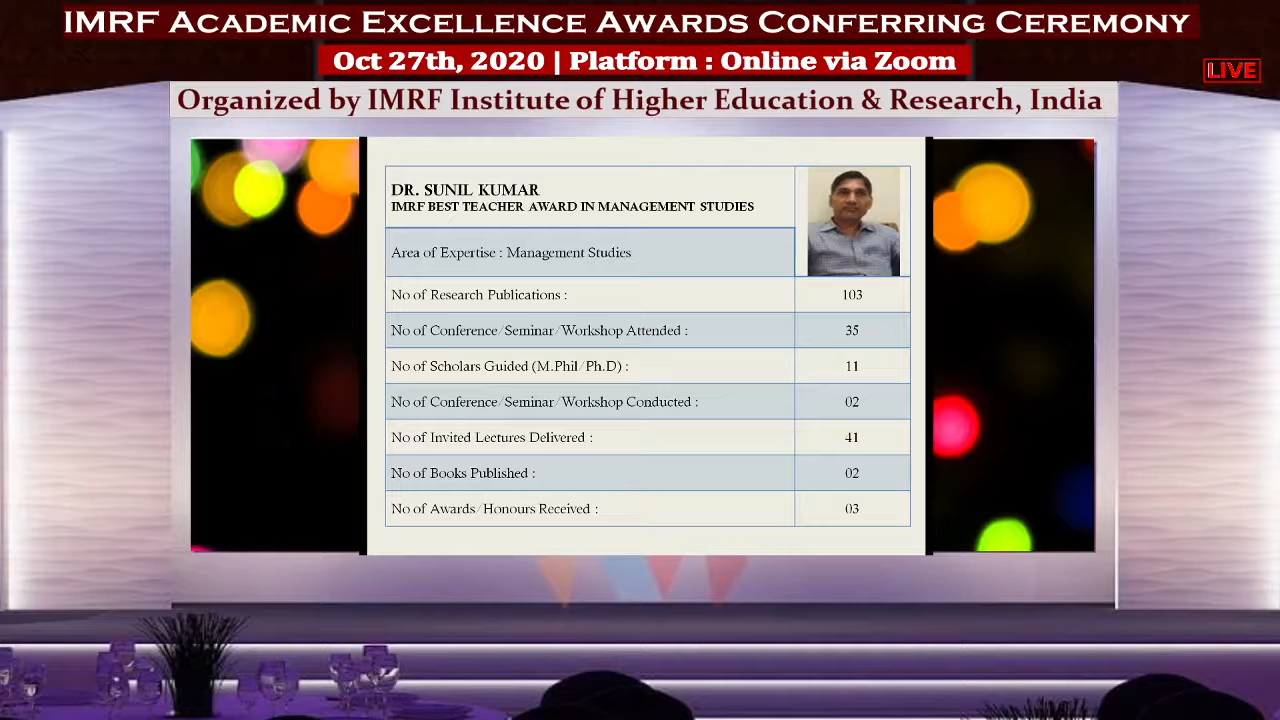 IMRF ACADEMIC EXCELLENCE AWARDS CONFERRING CEREMONY
Oct 27th, 2020 | Platform : Online via Zoom
LIVE
Organized by IMRF Institute of Higher Education & Research, India
DR. SUNIL KUMAR
IMRF BEST TEACHER AWARD IN MANAGEMENT STUDIES
Area of Expertise : Management Studies
No of Research Publications : 103
No of Conference/Seminar/Workshop Attended : 35
No of Scholars Guided (M.Phil/Ph.D) : 11
No of Conference/Seminar/Workshop Conducted : 02
No of Invited Lectures Delivered : 41
No of Books Published : 02
No of Awards/Honours Received : 03